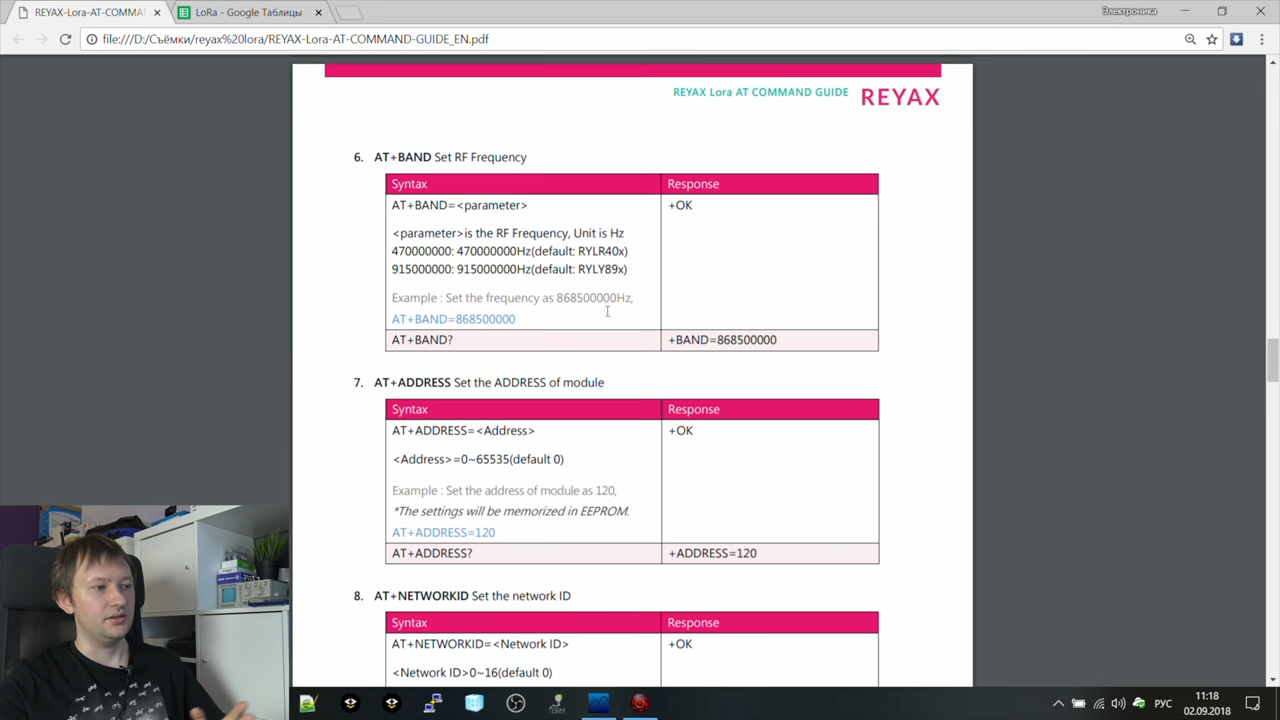 REYAX-Lora-AT-COMMA
LoRa - Google Таблицы
Электроника
file:///D:/Съёмки/reyax%20lora/REYAX-Lora-AT-COMMAND-GUIDE_EN.pdf
REYAX Lora AT COMMAND GUIDE REYAX
6. AT+BAND Set RF Frequency
Syntax Response
AT+BAND=<parameter> +OK
<parameter>is the RF Frequency, Unit is Hz
470000000: 470000000Hz(default: RYLR40x)
915000000: 915000000Hz(default: RYLY89x)
Example : Set the frequency as 868500000Hz,
AT+BAND=868500000
AT+BAND? +BAND=868500000
7. AT+ADDRESS Set the ADDRESS of module
Syntax Response
AT+ADDRESS=<Address> +OK
<Address>=0~65535(default 0)
Example : Set the address of module as 120,
*The settings will be memorized in EEPROM.
AT+ADDRESS=120
AT+ADDRESS? +ADDRESS=120
8. AT+NETWORKID Set the network ID
Syntax Response
AT+NETWORKID=<Network ID> +OK
<Network ID>0~16(default 0)
TERM
РУС
11:18
02.09.2018